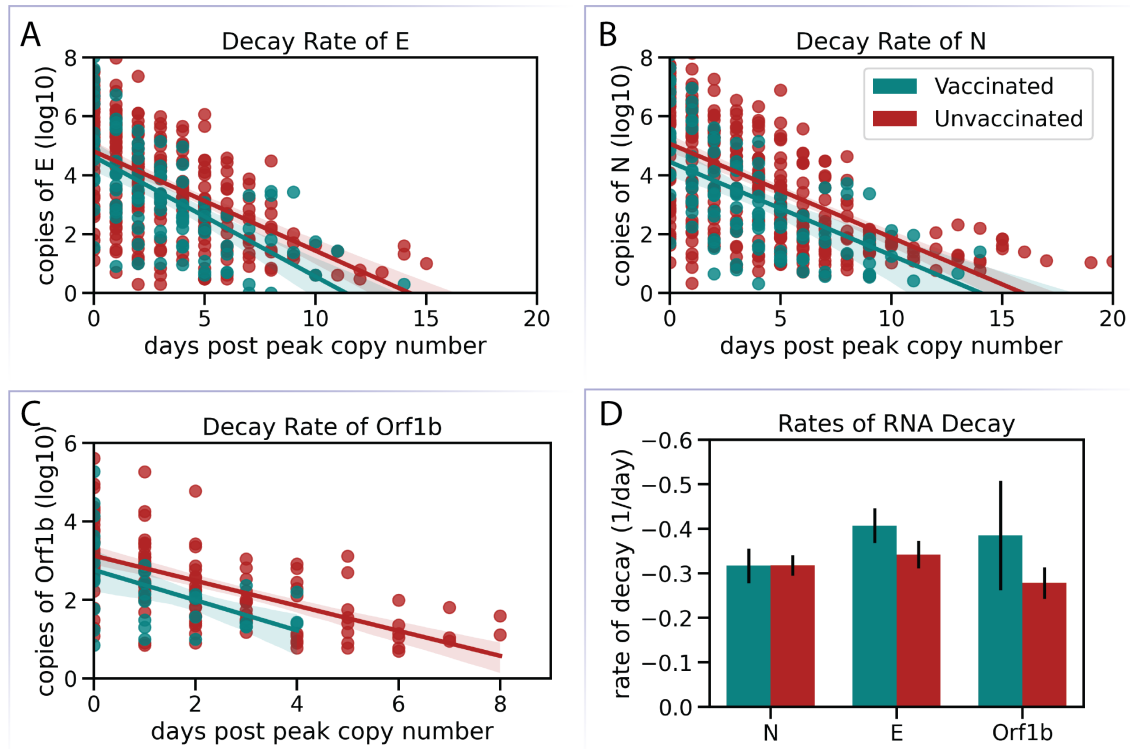 A
Decay Rate of E
copies of E (log10)
8
6
4
2
0
0 5 10 15 20
days post peak copy number
B
Decay Rate of N
Vaccinated
Unvaccinated
copies of N (log10)
8
6
4
2
0
0 5 10 15 20
days post peak copy number
C
Decay Rate of Orf1b
copies of Orf1b (log10)
6
4
2
0
0 2 4 6 8
days post peak copy number
D
Rates of RNA Decay
rate of decay (1/day)
−0.6
−0.5
−0.4
−0.3
−0.2
−0.1
0.0
N E Orf1b